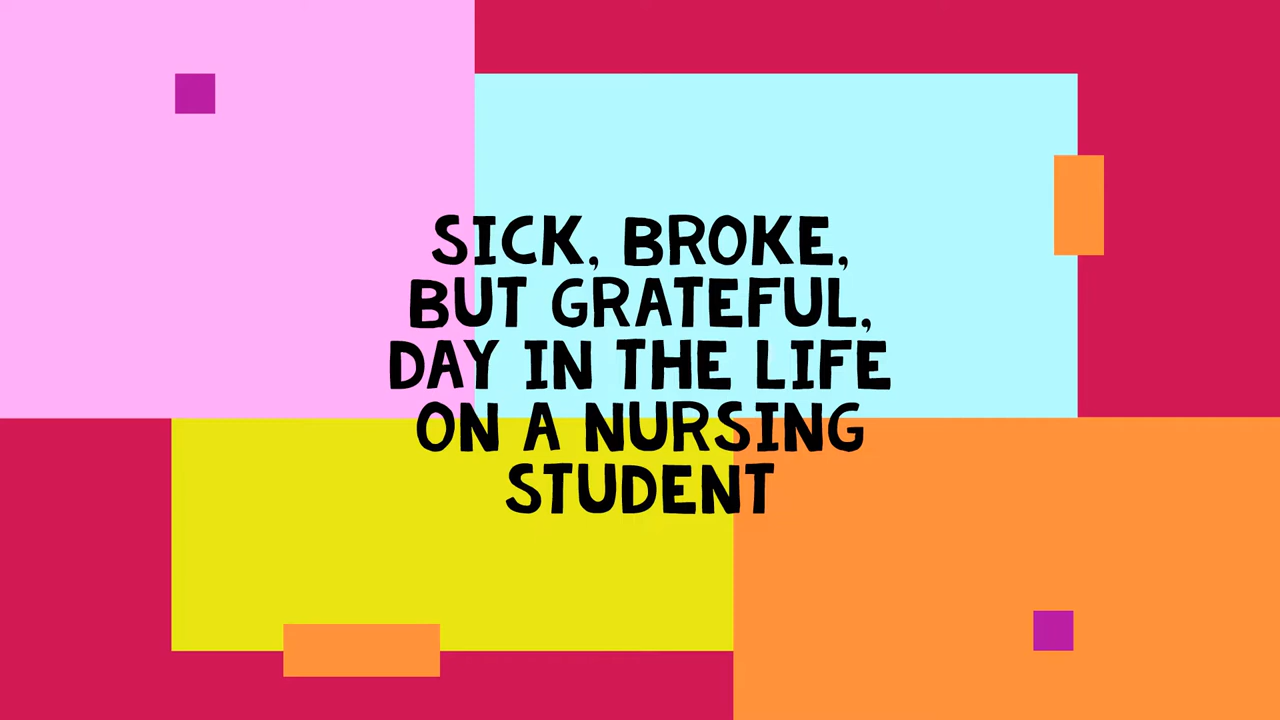 SICK, BROKE,
BUT GRATEFUL,
DAY IN THE LIFE
ON A NURSING
STUDENT